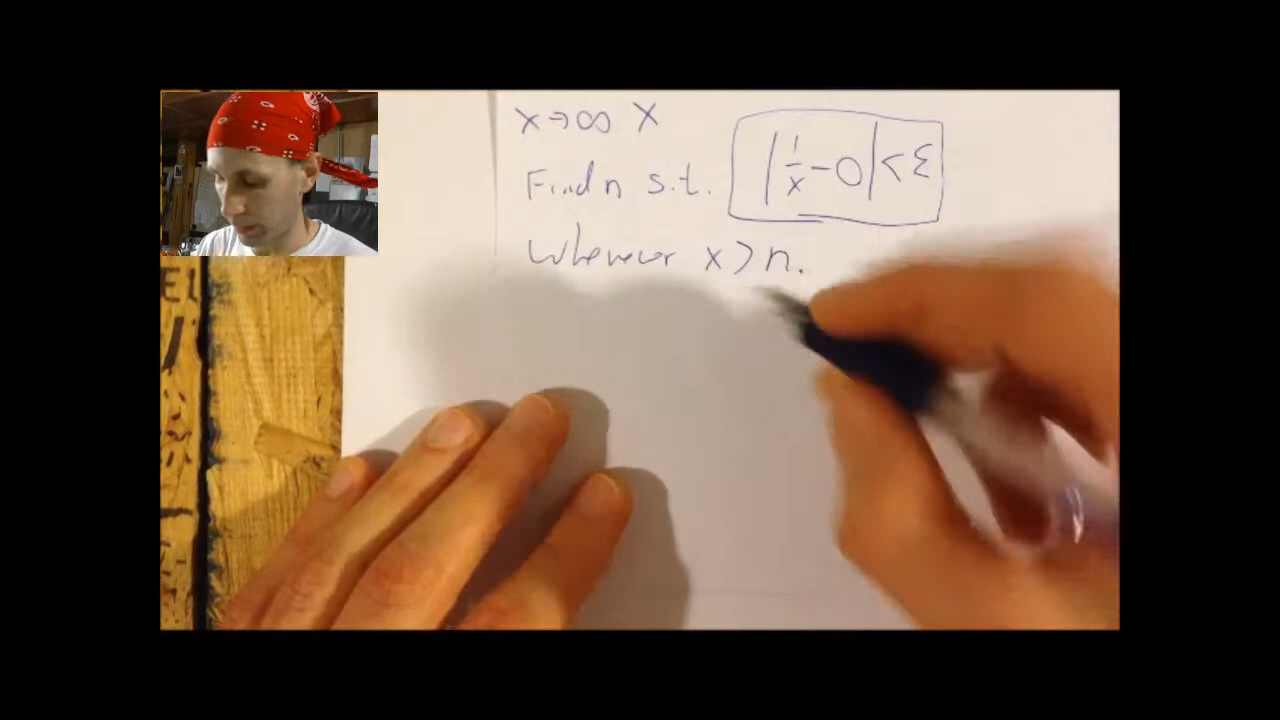 x→∞ x
Find n s.t. |1/x - 0| < ε
Whenever x > n.